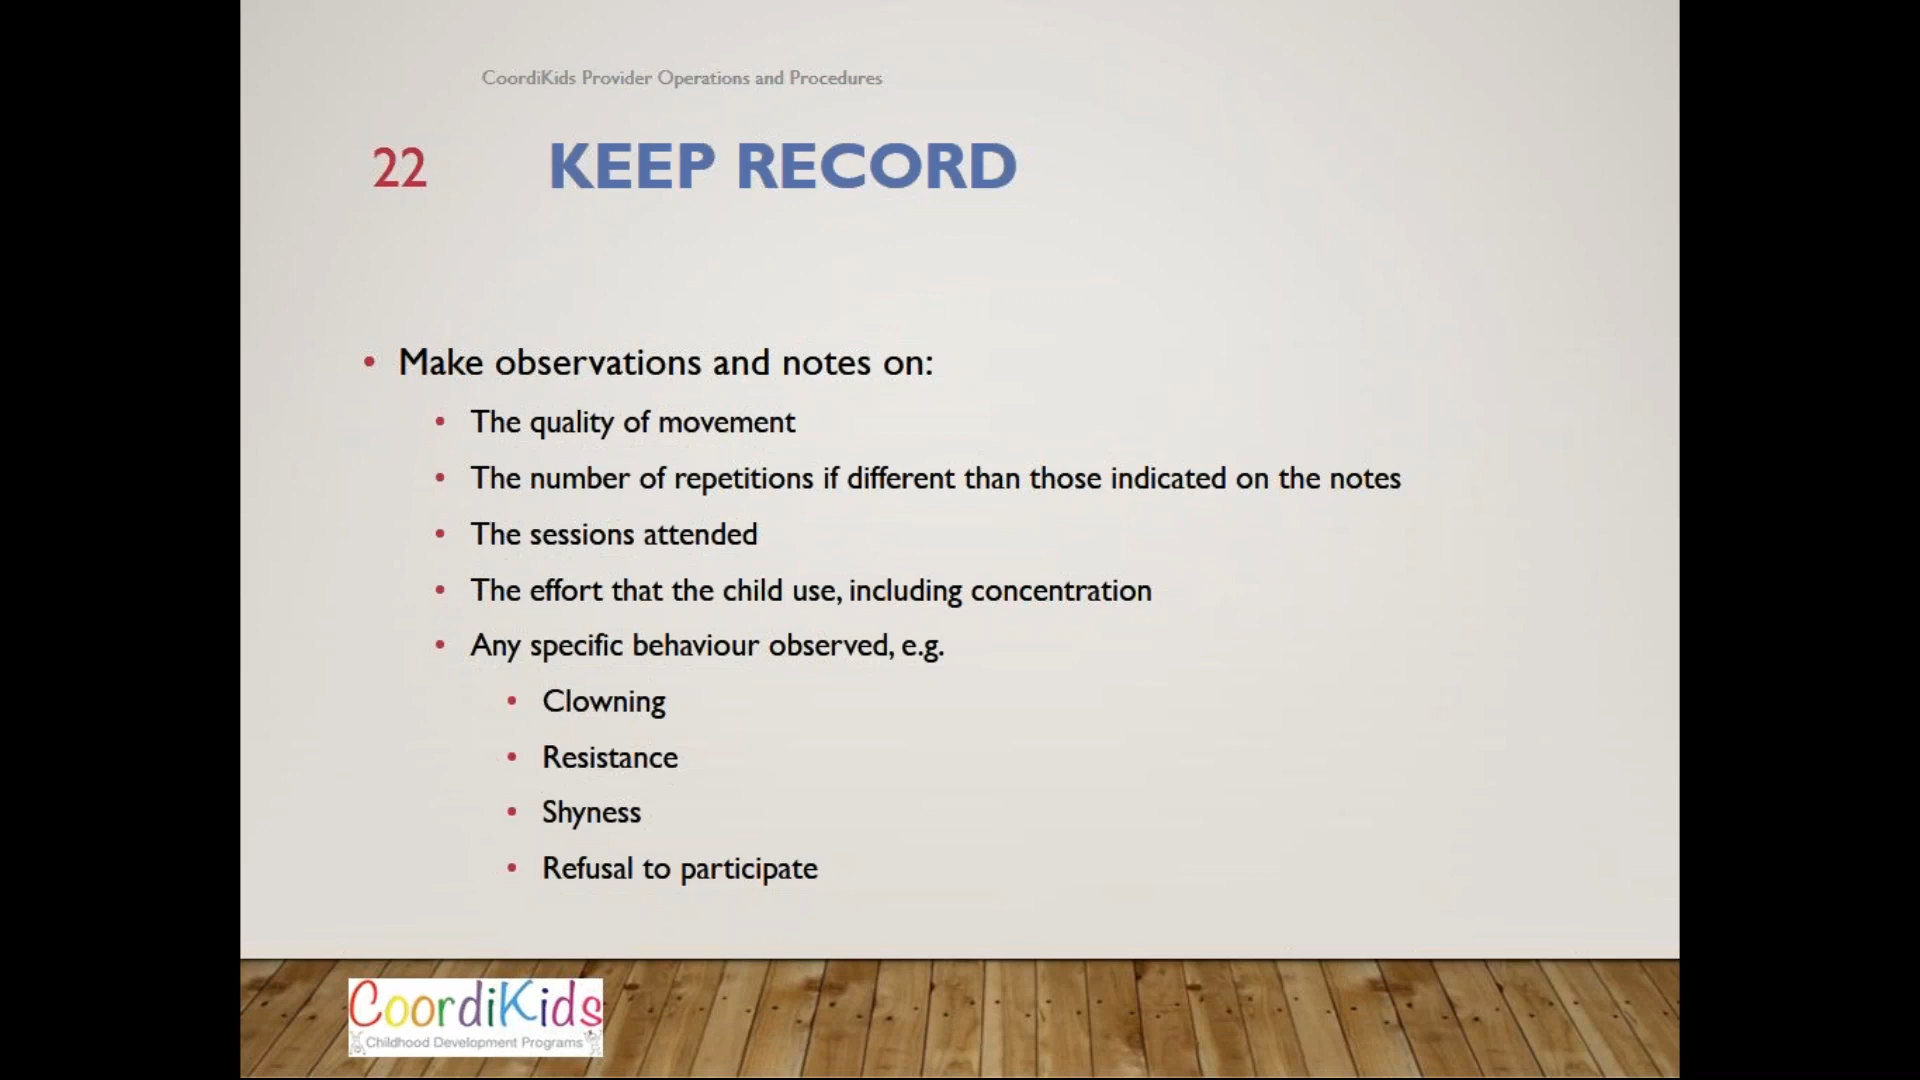 CoordiKids Provider Operations and Procedures
22 KEEP RECORD
• Make observations and notes on:
• The quality of movement
• The number of repetitions if different than those indicated on the notes
• The sessions attended
• The effort that the child use, including concentration
• Any specific behaviour observed, e.g.
• Clowning
• Resistance
• Shyness
• Refusal to participate
CoordiKids
Childhood Development Programs